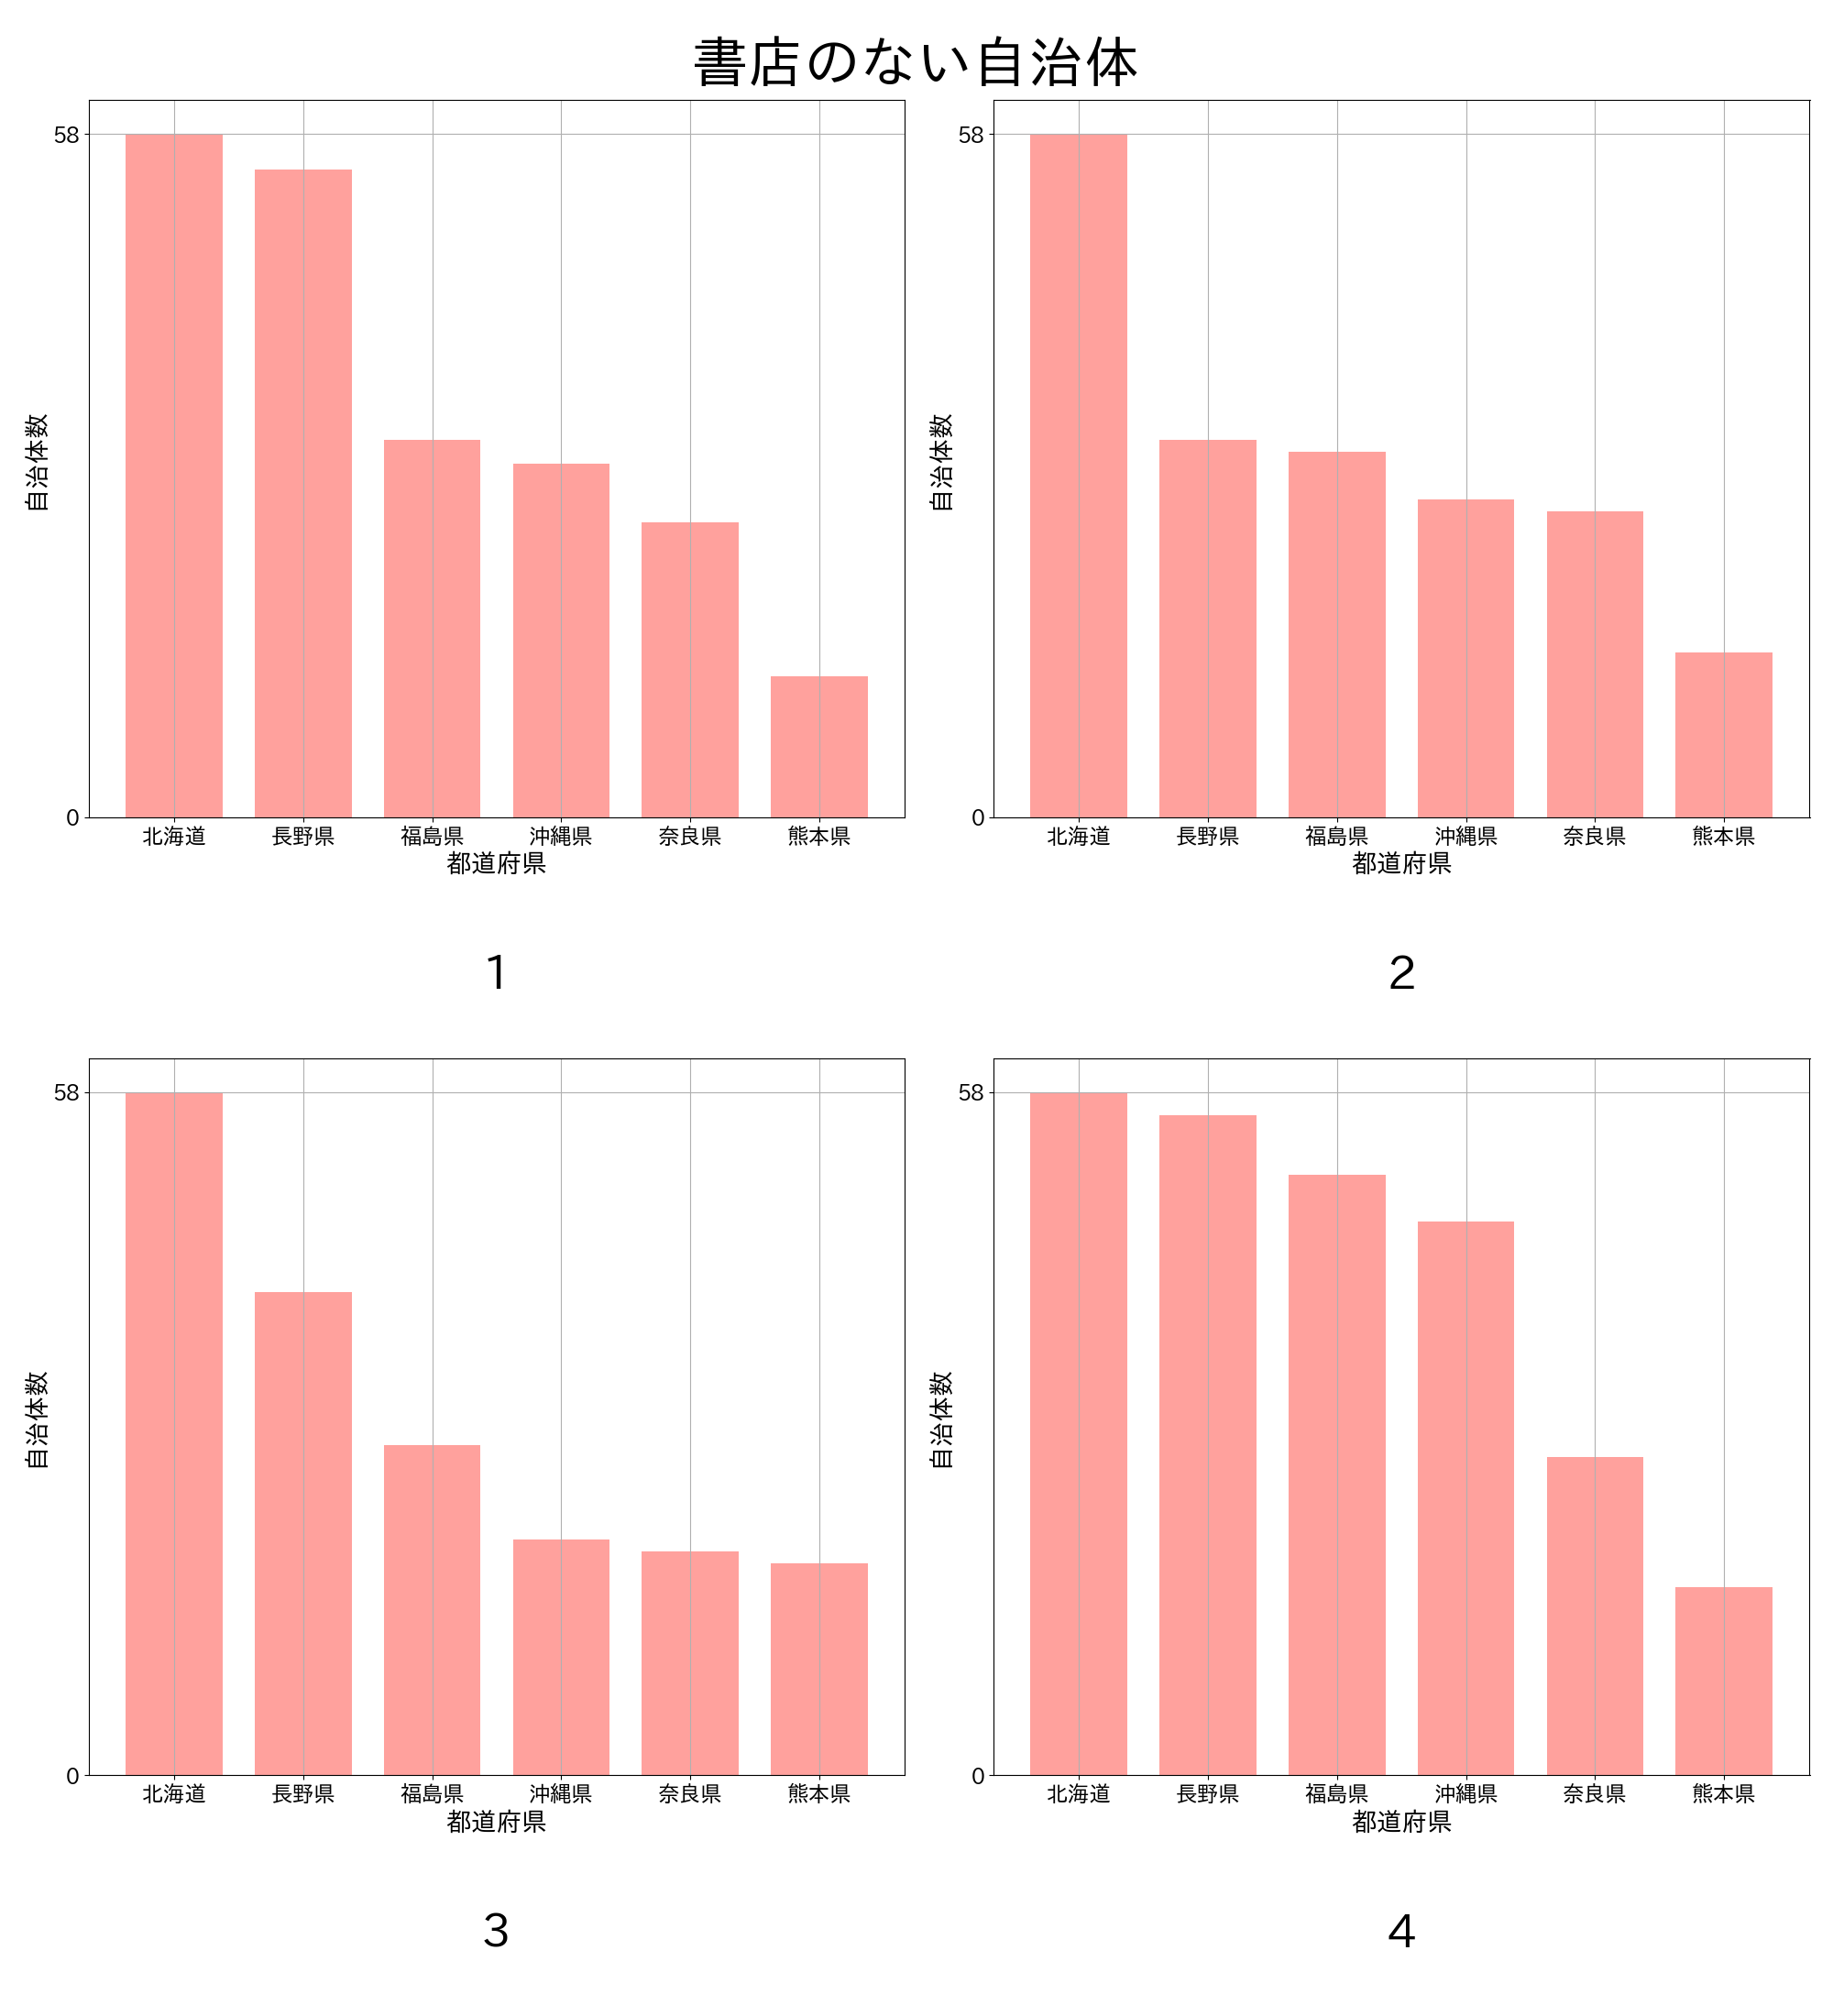 書店のない自治体
58
0
自治体数
北海道 長野県 福島県 沖縄県 奈良県 熊本県
都道府県
1
58
0
自治体数
北海道 長野県 福島県 沖縄県 奈良県 熊本県
都道府県
2
58
0
自治体数
北海道 長野県 福島県 沖縄県 奈良県 熊本県
都道府県
3
58
0
自治体数
北海道 長野県 福島県 沖縄県 奈良県 熊本県
都道府県
4